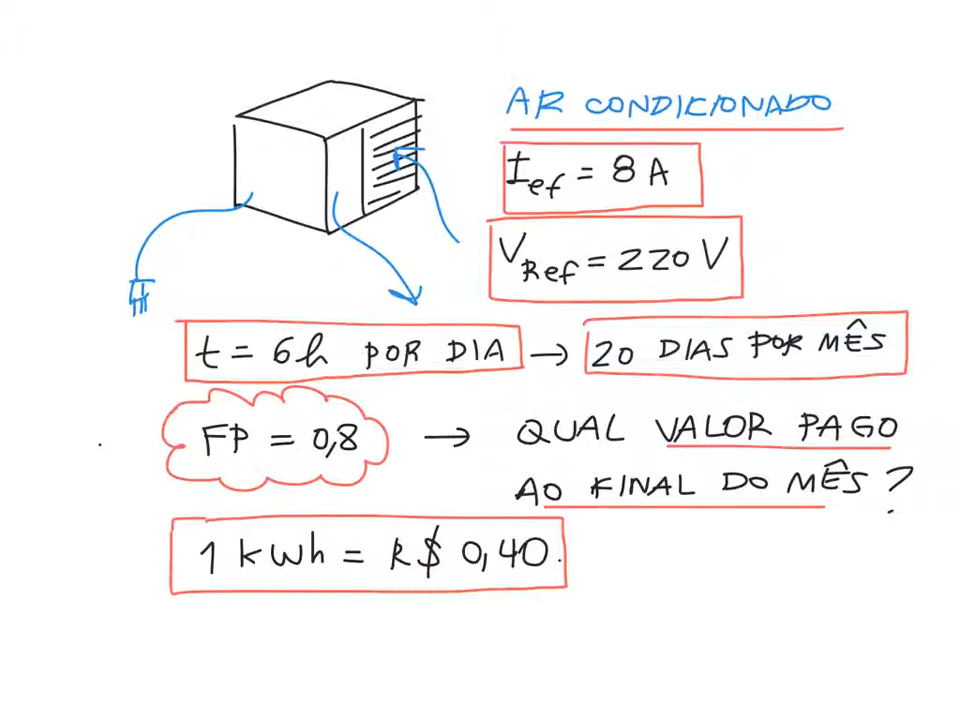 AR CONDICIONADO
Ief = 8 A
VRef = 220 V
t = 6h POR DIA → 20 DIAS POR MÊS
FP = 0,8 → QUAL VALOR PAGO
AO FINAL DO MÊS?
1 kWh = R$ 0,40.